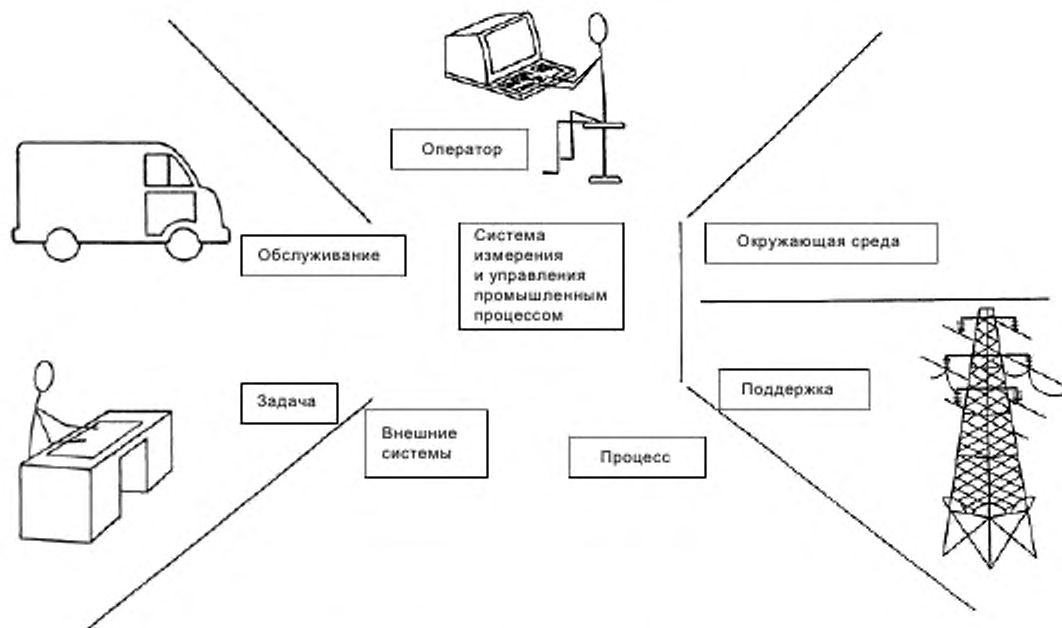 Оператор
Система
измерения
и управления
промышленным
процессом
Окружающая среда
Обслуживание
Поддержка
Задача
Внешние
системы
Процесс